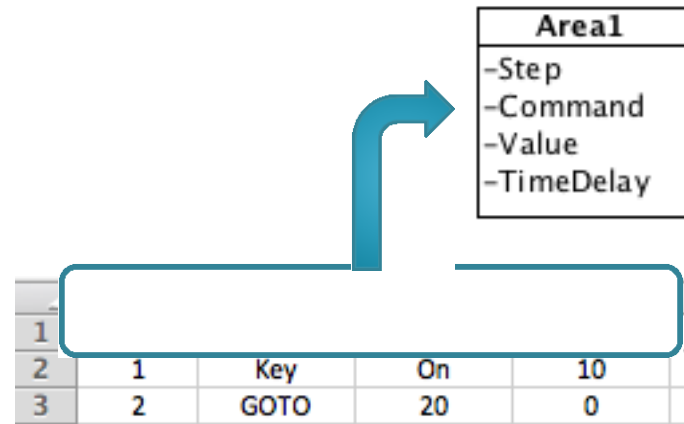 Area1
-Step
-Command
-Value
-TimeDelay
1
2 1 Key On 10
3 2 GOTO 20 0